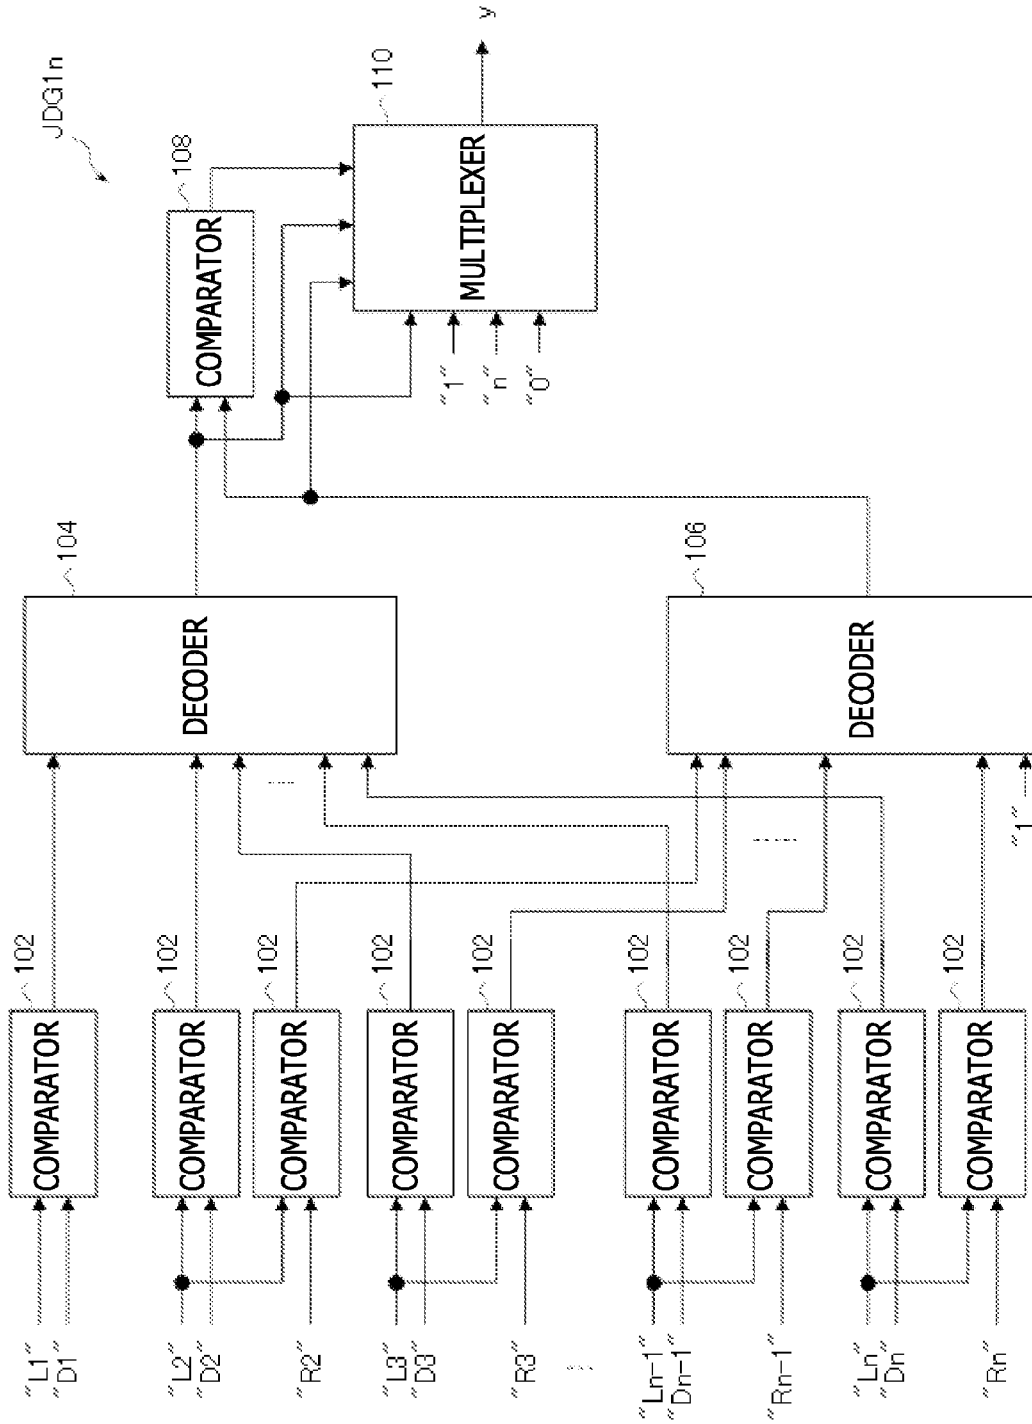 JDG1n
"L1"
"D1"
COMPARATOR
102
"L2"
"D2"
COMPARATOR
102
"R2"
COMPARATOR
102
"L3"
"D3"
COMPARATOR
102
"R3"
COMPARATOR
102
"Ln-1"
"Dn-1"
COMPARATOR
102
"Rn-1"
COMPARATOR
102
"Ln"
"Dn"
COMPARATOR
102
"Rn"
COMPARATOR
102
DECODER
104
DECODER
106
"1"
COMPARATOR
108
MULTIPLEXER
110
"1"
"n"
"0"
y